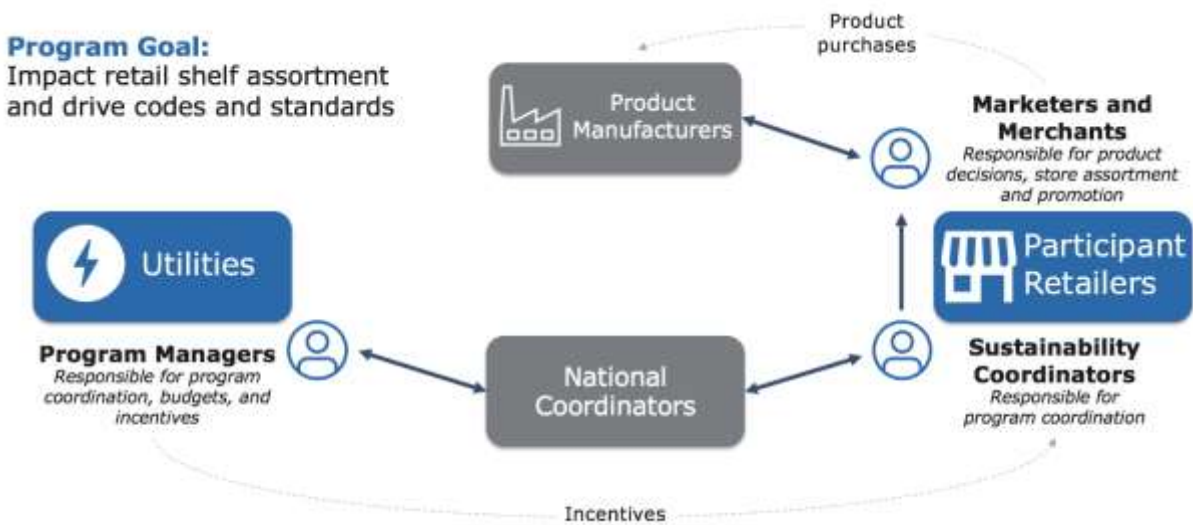 Program Goal:
Impact retail shelf assortment
and drive codes and standards
Product
purchases
Product
Manufacturers
Marketers and
Merchants
Responsible for product
decisions, store assortment
and promotion
Utilities
Participant
Retailers
Program Managers
Responsible for program
coordination, budgets, and
incentives
National
Coordinators
Sustainability
Coordinators
Responsible for
program coordination
Incentives